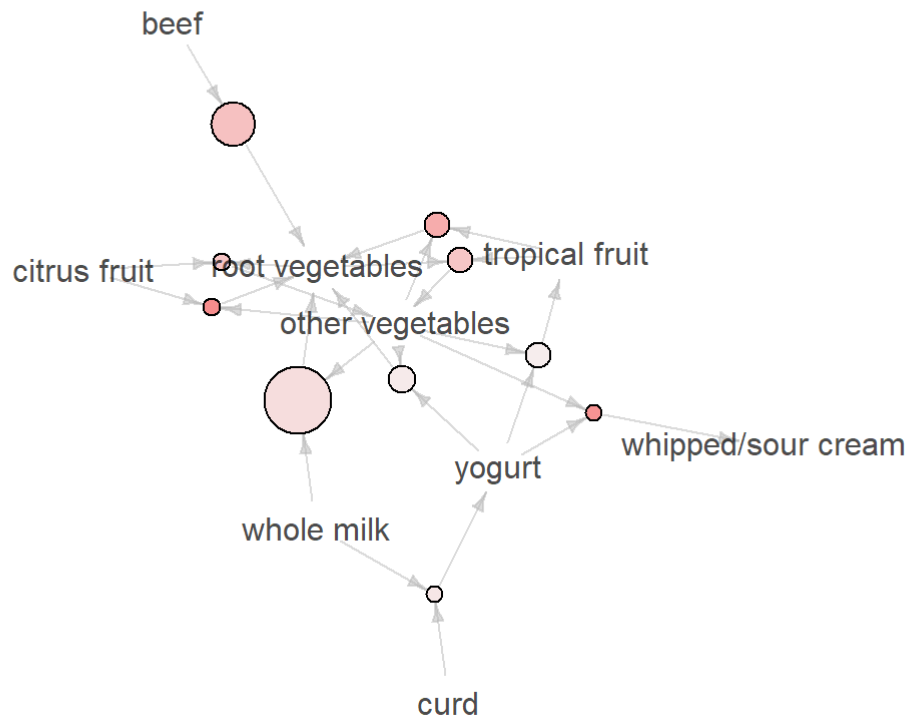 beef
tropical fruit
root vegetables
citrus fruit
other vegetables
whipped/sour cream
yogurt
whole milk
curd